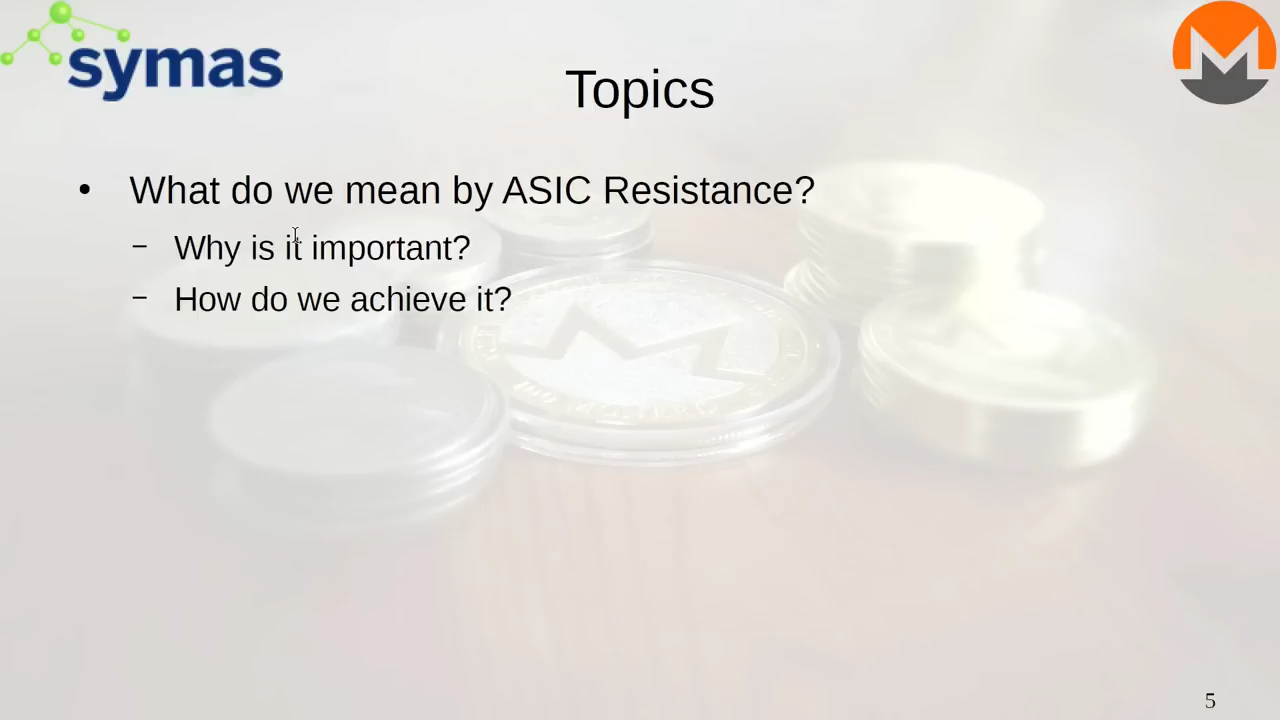 symas
Topics
• What do we mean by ASIC Resistance?
– Why is it important?
– How do we achieve it?
5